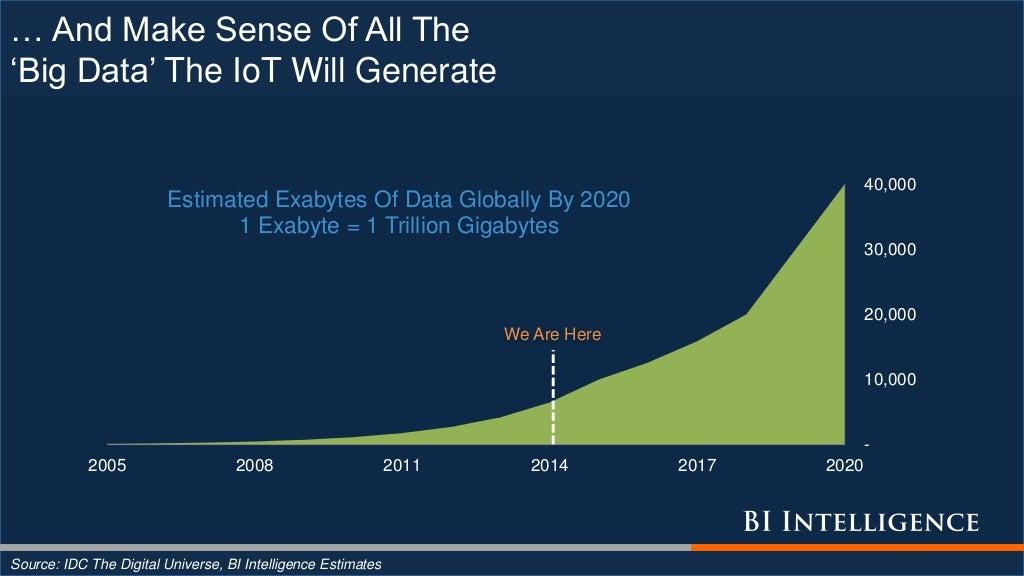 … And Make Sense Of All The
‘Big Data’ The IoT Will Generate
Estimated Exabytes Of Data Globally By 2020
1 Exabyte = 1 Trillion Gigabytes
40,000
30,000
20,000
10,000
-
We Are Here
2005 2008 2011 2014 2017 2020
BI INTELLIGENCE
Source: IDC The Digital Universe, BI Intelligence Estimates